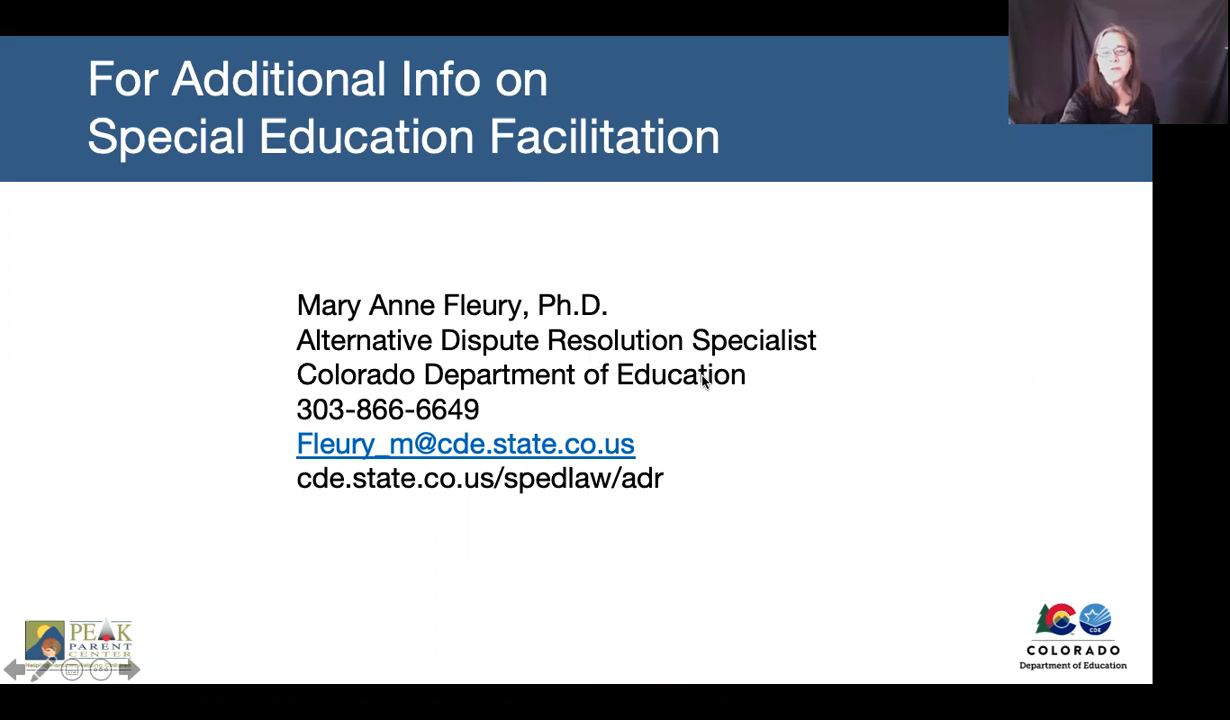 For Additional Info on
Special Education Facilitation
Mary Anne Fleury, Ph.D.
Alternative Dispute Resolution Specialist
Colorado Department of Education
303-866-6649
Fleury_m@cde.state.co.us
cde.state.co.us/spedlaw/adr
PEAK
PARENT
CENTER
CDE
COLORADO
Department of Education